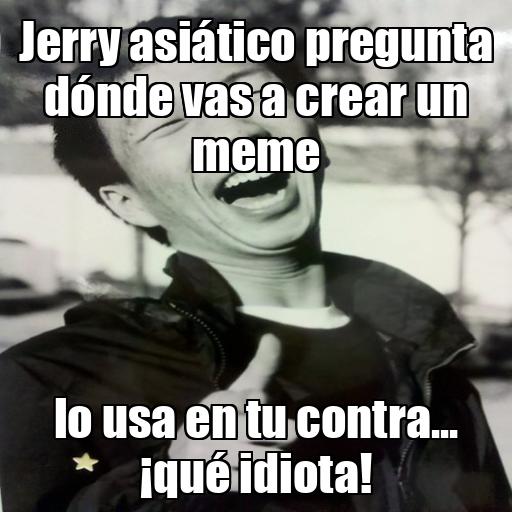 Jerry asiático pregunta
dónde vas a crear un
meme
lo usa en tu contra...
¡qué idiota!